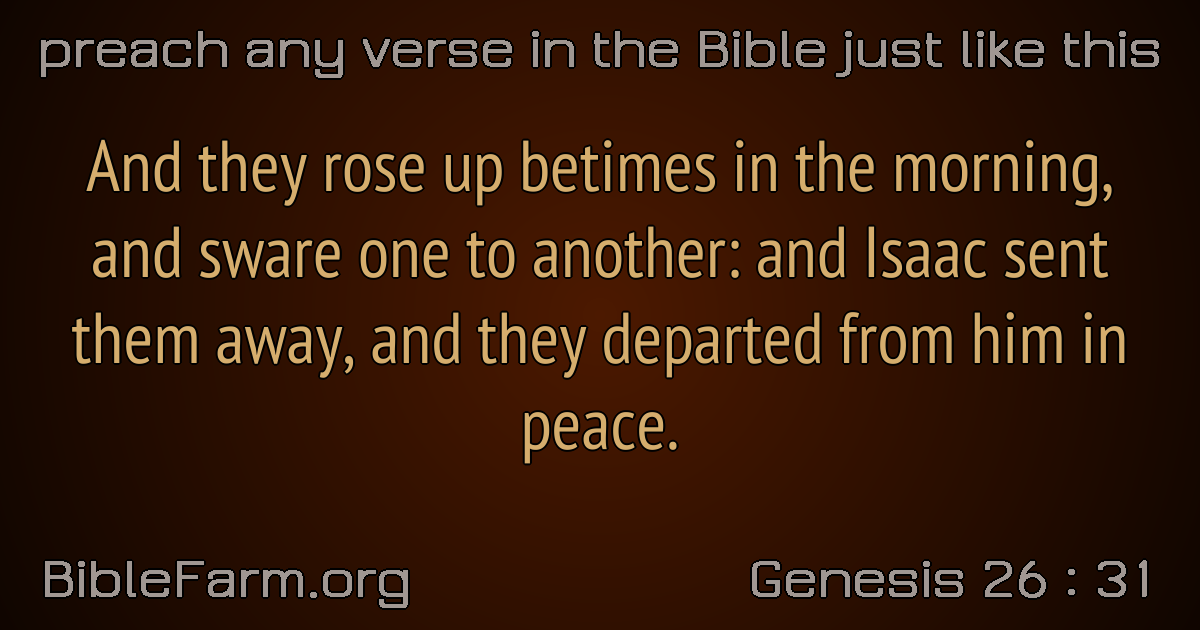 preach any verse in the Bible just like this
And they rose up betimes in the morning,
and sware one to another: and Isaac sent
them away, and they departed from him in
peace.
BibleFarm.org
Genesis 26 : 31